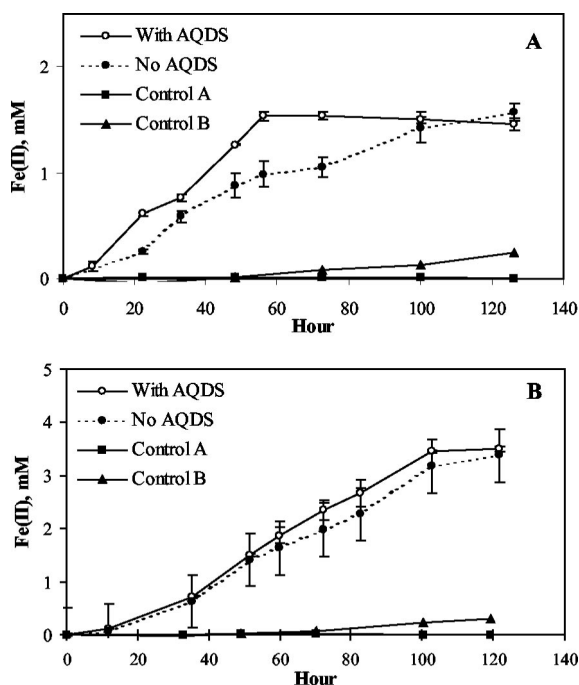 A
With AQDS
No AQDS
Control A
Control B
Fe(II), mM
2
1
0
0 20 40 60 80 100 120 140
Hour
B
With AQDS
No AQDS
Control A
Control B
Fe(II), mM
5
4
3
2
1
0
0 20 40 60 80 100 120 140
Hour